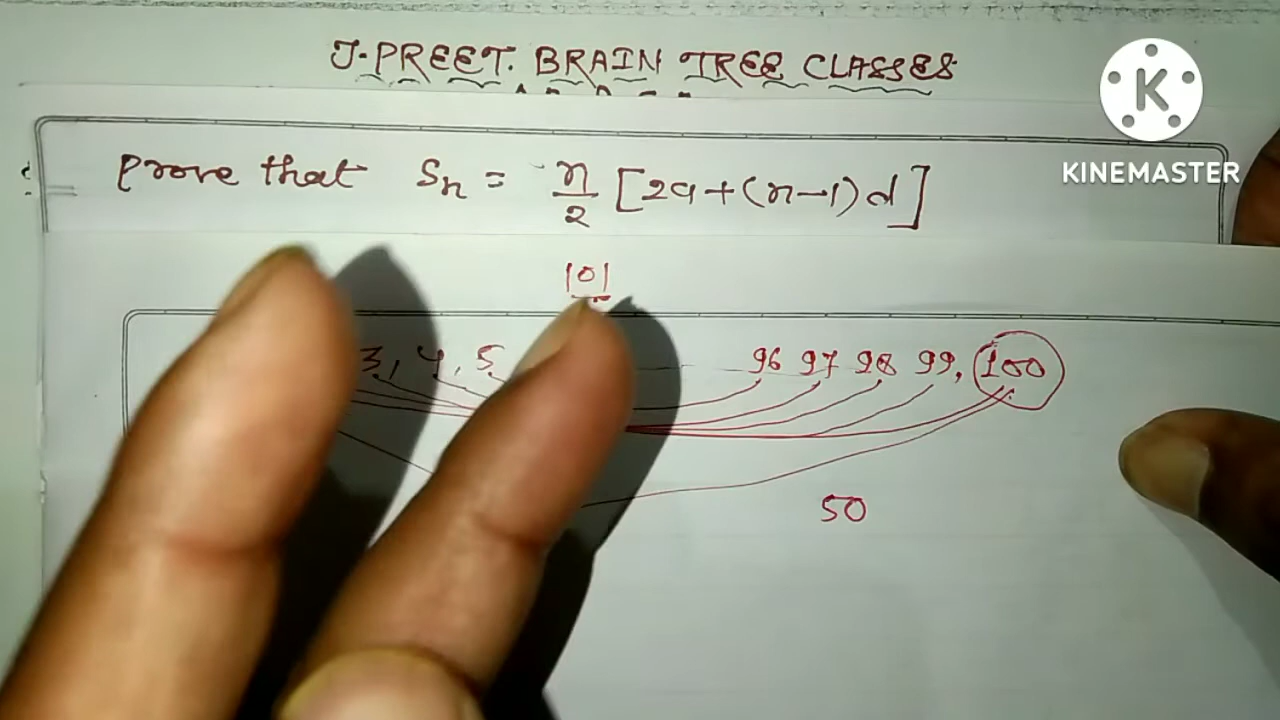 J.PREET. BRAIN TREE CLASSES
K
KINEMASTER
Prove that Sn = n/2 [2a+(n-1)d]
101
3, 4, 5 96 97 98 99, 100
50